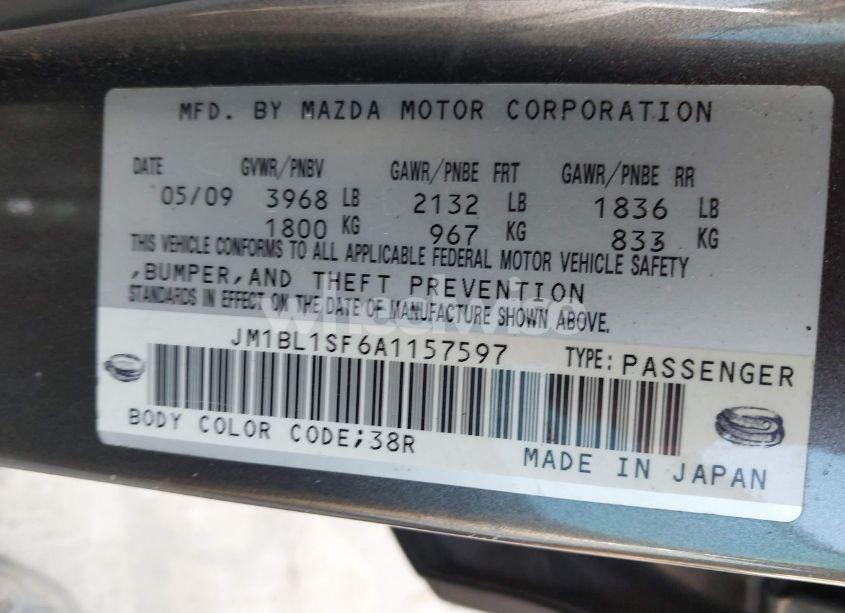 MFD. BY MAZDA MOTOR CORPORATION
DATE GVWR/PNBV GAWR/PNBE FRT GAWR/PNBE RR
05/09 3968 LB 2132 LB 1836 LB
1800 KG 967 KG 833 KG
THIS VEHICLE CONFORMS TO ALL APPLICABLE FEDERAL MOTOR VEHICLE SAFETY
,BUMPER,AND THEFT PREVENTION
STANDARDS IN EFFECT ON THE DATE OF MANUFACTURE SHOWN ABOVE.
JM1BL1SF6A1157597 TYPE: PASSENGER
BODY COLOR CODE;38R
MADE IN JAPAN